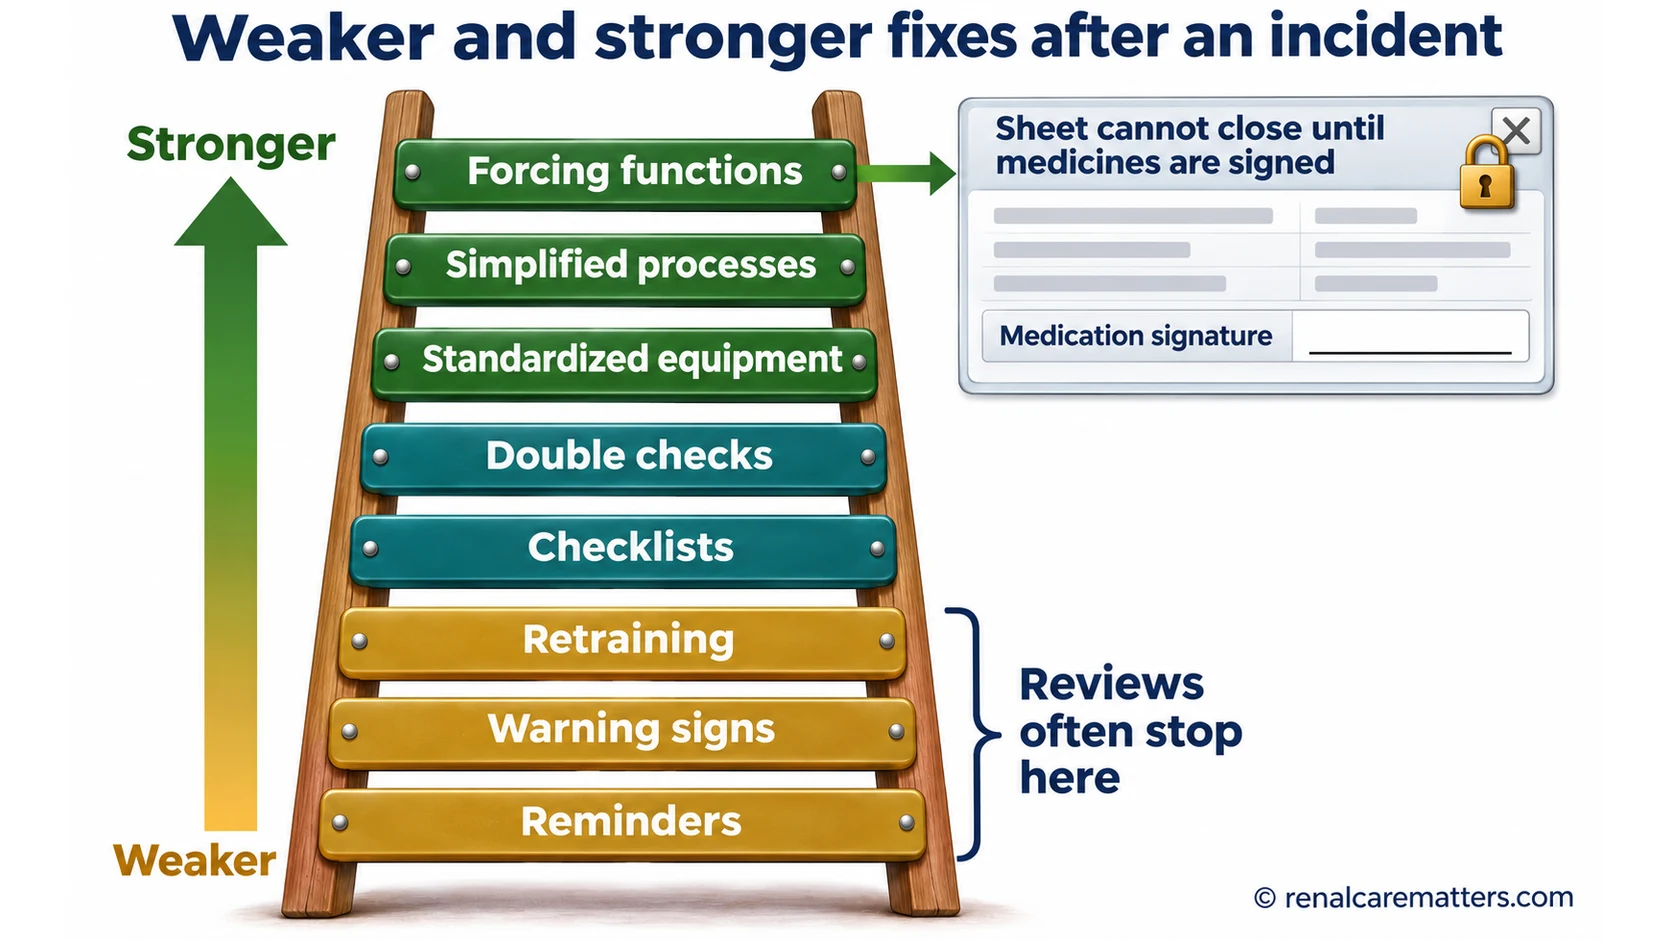 Weaker and stronger fixes after an incident
Stronger
Forcing functions
Simplified processes
Standardized equipment
Double checks
Checklists
Retraining
Warning signs
Reminders
Weaker
Sheet cannot close until
medicines are signed
Medication signature
Reviews
often stop
here
© renalcarematters.com